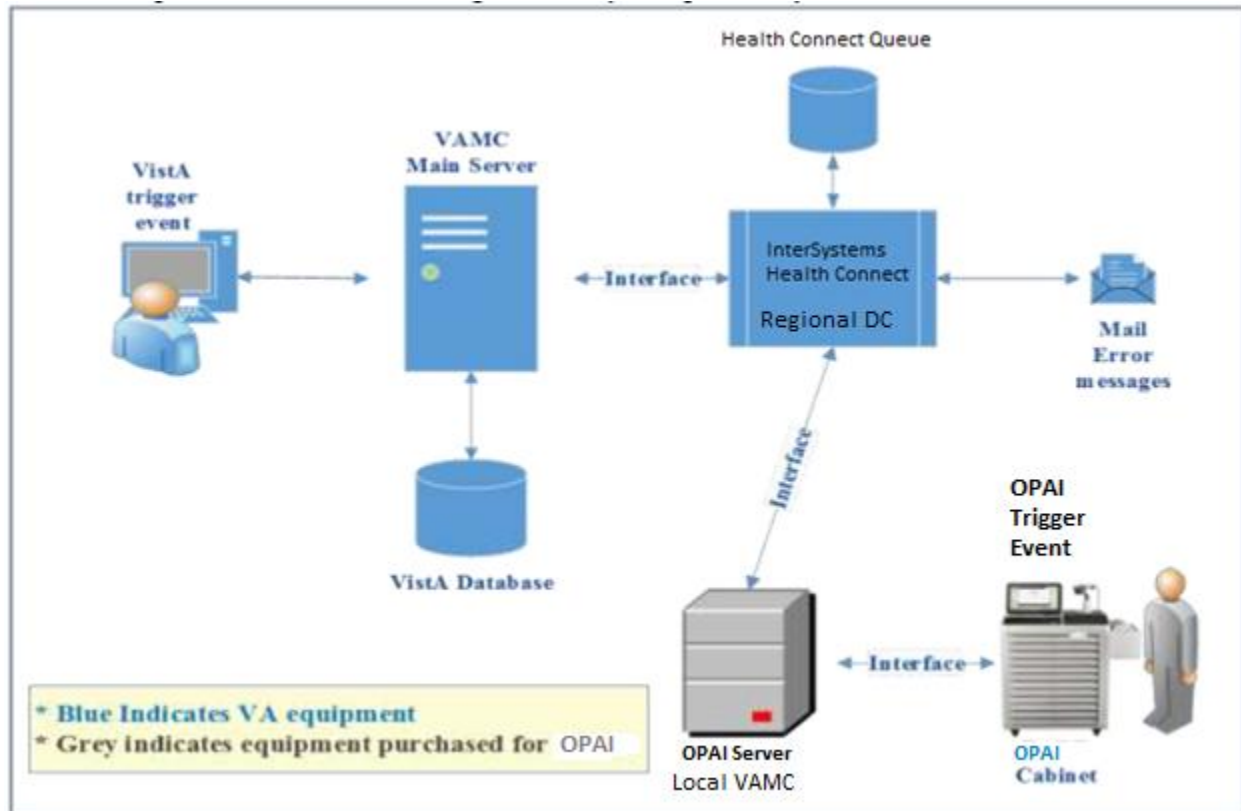 Health Connect Queue
VAMC
Main Server
VistA
trigger
event
Interface
InterSystems
Health Connect
Regional DC
Mail
Error
messages
Interface
VistA Database
OPAI
Trigger
Event
Interface
OPAI Server
Local VAMC
OPAI
Cabinet
* Blue Indicates VA equipment
* Grey indicates equipment purchased for OPAI